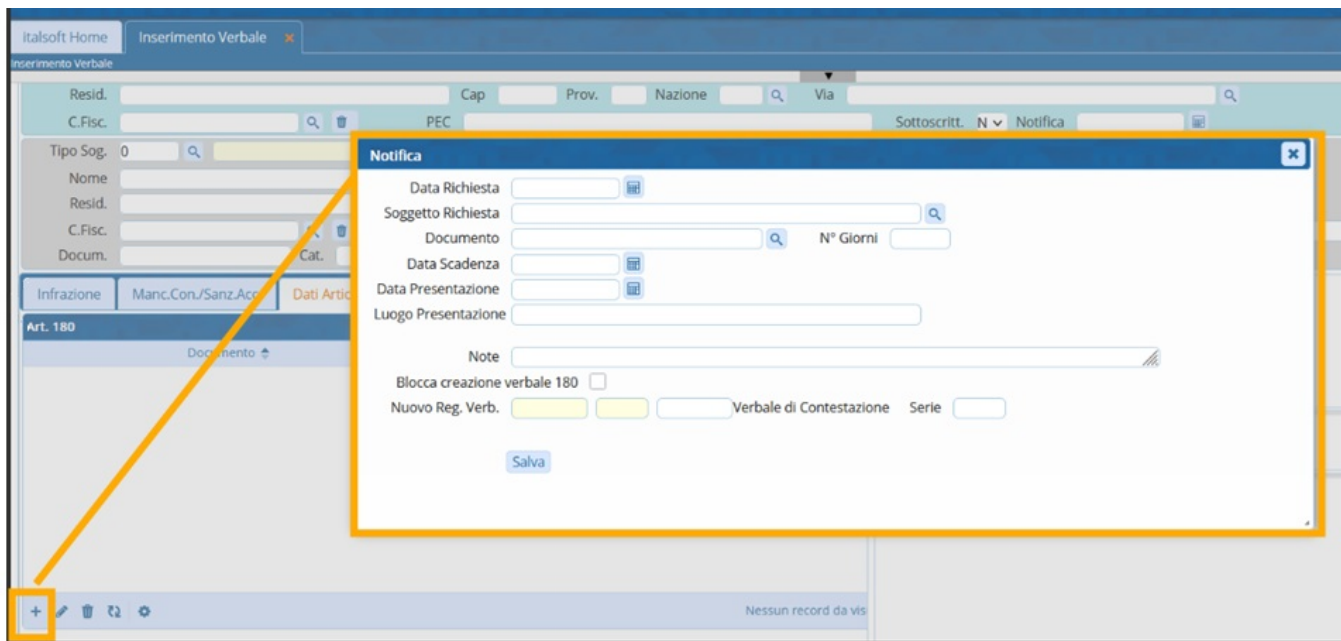 italsoft Home Inserimento Verbale
Inserimento Verbale
Resid. Cap Prov. Nazione Via
C.Fisc. PEC Sottoscritt. N Notifica
Tipo Sog. 0
Nome
Resid.
C.Fisc.
Docum. Cat.
Notifica
Data Richiesta
Soggetto Richiesta
Documento N° Giorni
Data Scadenza
Data Presentazione
Luogo Presentazione
Note
Blocca creazione verbale 180
Nuovo Reg. Verb. Verbale di Contestazione Serie
Salva
Infrazione Manc.Con./Sanz.Acc Dati Artic
Art. 180
Documento
Nessun record da vis